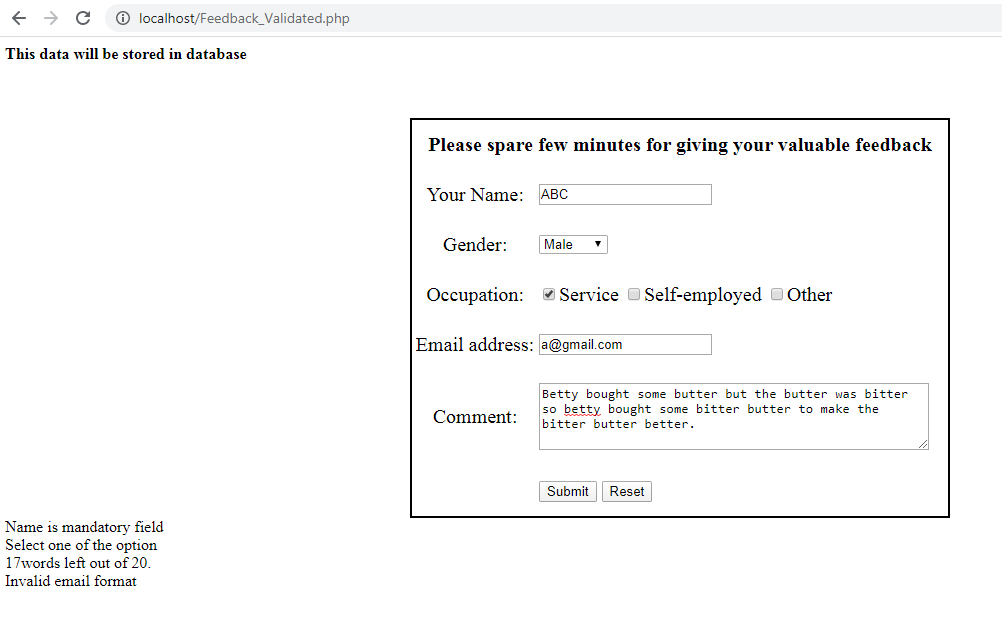 localhost/Feedback_Validated.php
This data will be stored in database
Please spare few minutes for giving your valuable feedback
Your Name: ABC
Gender: Male
Occupation: Service Self-employed Other
Email address: a@gmail.com
Comment:
Betty bought some butter but the butter was bitter
so betty bought some bitter butter to make the
bitter butter better.
Submit Reset
Name is mandatory field
Select one of the option
17words left out of 20.
Invalid email format